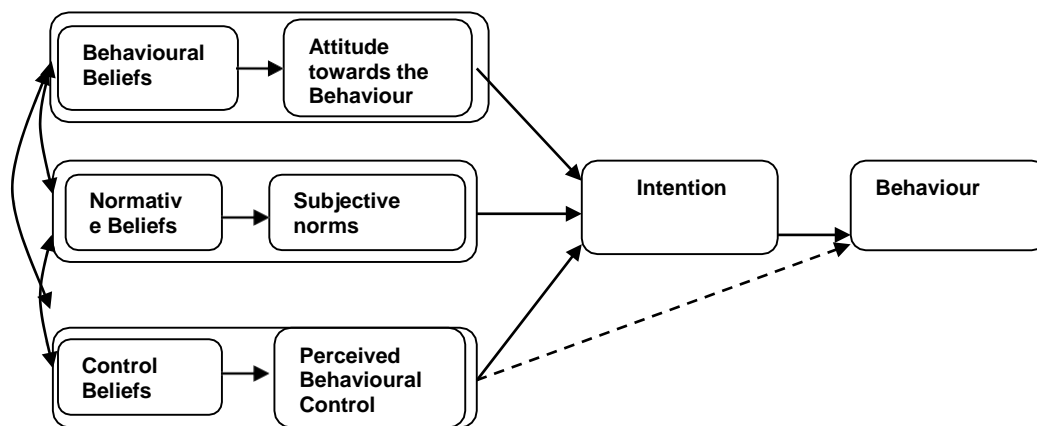 Behavioural
Beliefs
Attitude
towards the
Behaviour
Normativ
e Beliefs
Subjective
norms
Intention
Behaviour
Control
Beliefs
Perceived
Behavioural
Control